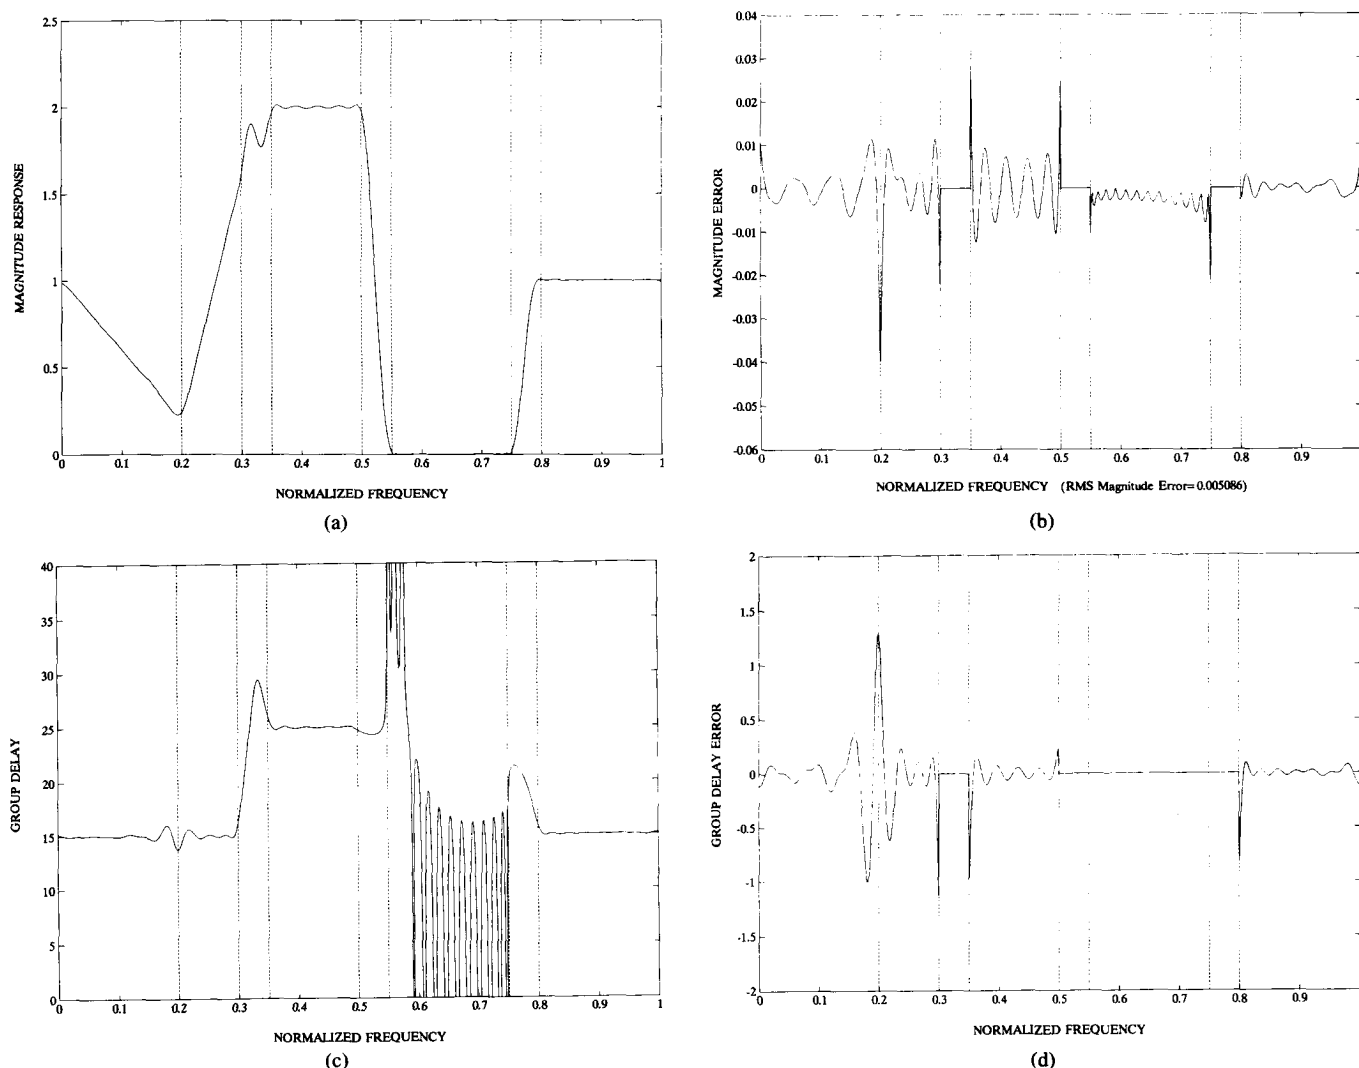 2.5
2
1.5
1
0.5
0
MAGNITUDE RESPONSE
0 0.1 0.2 0.3 0.4 0.5 0.6 0.7 0.8 0.9 1
NORMALIZED FREQUENCY
(a)
0.04
0.03
0.02
0.01
0
-0.01
-0.02
-0.03
-0.04
-0.05
-0.06
MAGNITUDE ERROR
0 0.1 0.2 0.3 0.4 0.5 0.6 0.7 0.8 0.9
NORMALIZED FREQUENCY (RMS Magnitude Error= 0.005086)
(b)
40
35
30
25
20
15
10
5
0
GROUP DELAY
0 0.1 0.2 0.3 0.4 0.5 0.6 0.7 0.8 0.9 1
NORMALIZED FREQUENCY
(c)
2
1.5
1
0.5
0
-0.5
-1
-1.5
-2
GROUP DELAY ERROR
0 0.1 0.2 0.3 0.4 0.5 0.6 0.7 0.8 0.9
NORMALIZED FREQUENCY
(d)